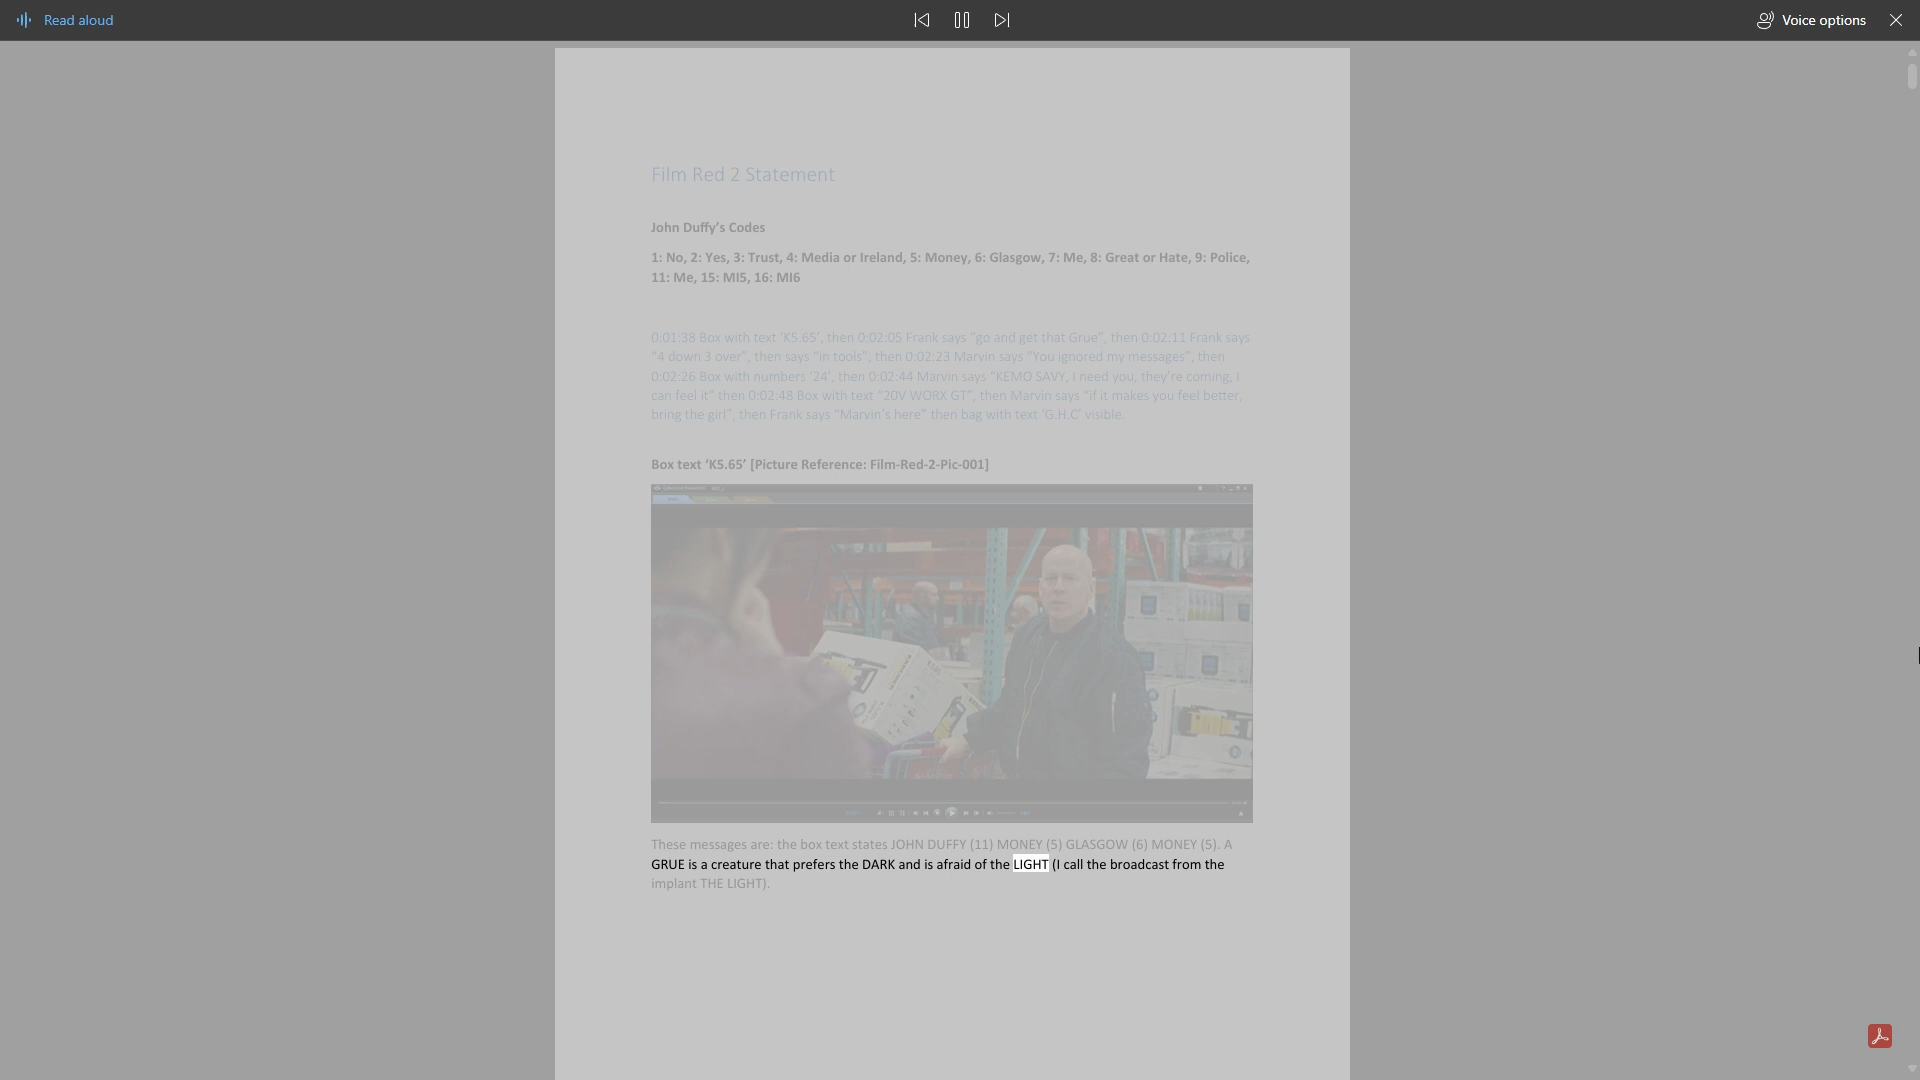 Read aloud
Voice options
Film Red 2 Statement
John Duffy’s Codes
1: No, 2: Yes, 3: Trust, 4: Media or Ireland, 5: Money, 6: Glasgow, 7: Me, 8: Great or Hate, 9: Police,
11: Me, 15: MI5, 16: MI6
0:01:38 Box with text ‘K5.65’, then 0:02:05 Frank says “go and get that Grue”, then 0:02:11 Frank says
“4 down 3 over”, then says “in tools”, then 0:02:23 Marvin says “You ignored my messages”, then
0:02:26 Box with numbers ‘24’, then 0:02:44 Marvin says “KEMO SAVY, I need you, they’re coming, I
can feel it” then 0:02:48 Box with text “20V WORX GT”, then Marvin says “if it makes you feel better,
bring the girl”, then Frank says “Marvin’s here” then bag with text ‘G.H.C’ visible.
Box text ‘K5.65’ [Picture Reference: Film-Red-2-Pic-001]
These messages are: the box text states JOHN DUFFY (11) MONEY (5) GLASGOW (6) MONEY (5). A
GRUE is a creature that prefers the DARK and is afraid of the LIGHT (I call the broadcast from the
implant THE LIGHT).